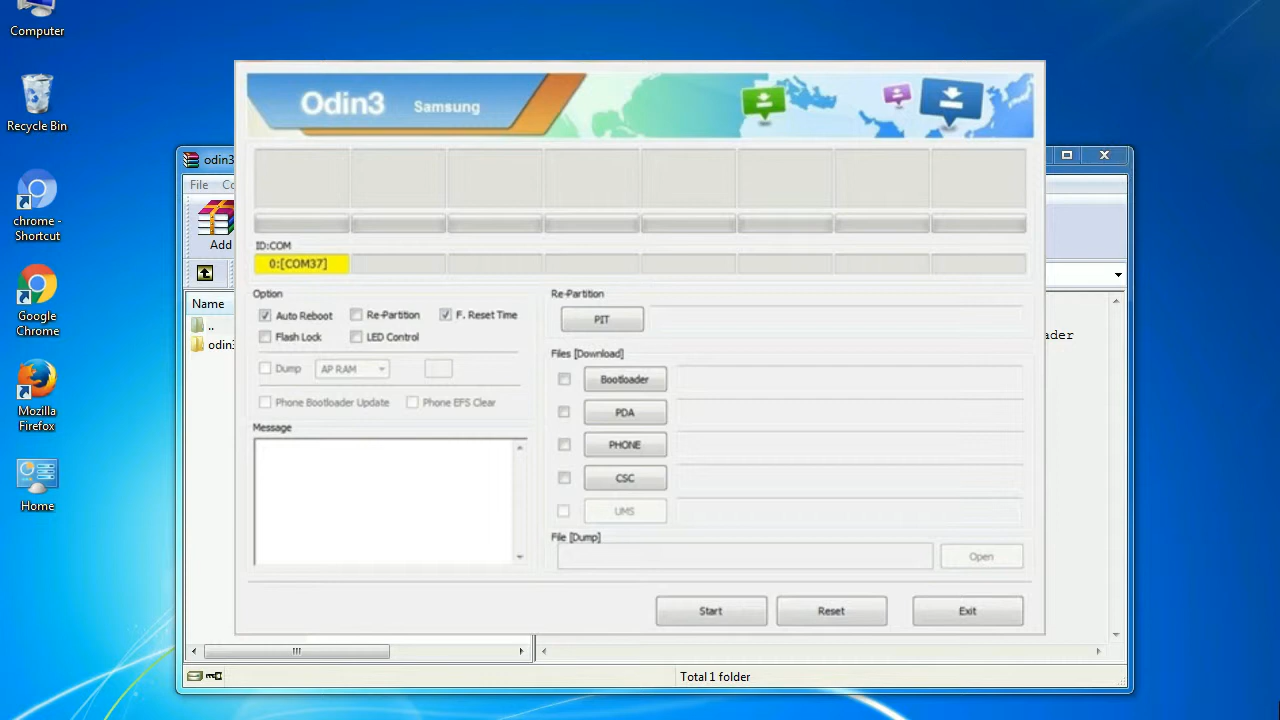 Computer
Recycle Bin
chrome -
Shortcut
Google
Chrome
Mozilla
Firefox
Home
odin3
File
Add
Name
..
odin3
ader
Total 1 folder
Odin3 Samsung
ID:COM
0:[COM37]
Option
Auto Reboot
Re-Partition
F. Reset Time
Flash Lock
LED Control
Dump
AP RAM
Phone Bootloader Update
Phone EFS Clear
Message
Re-Partition
PIT
Files [Download]
Bootloader
PDA
PHONE
CSC
UMS
File [Dump]
Open
Start
Reset
Exit